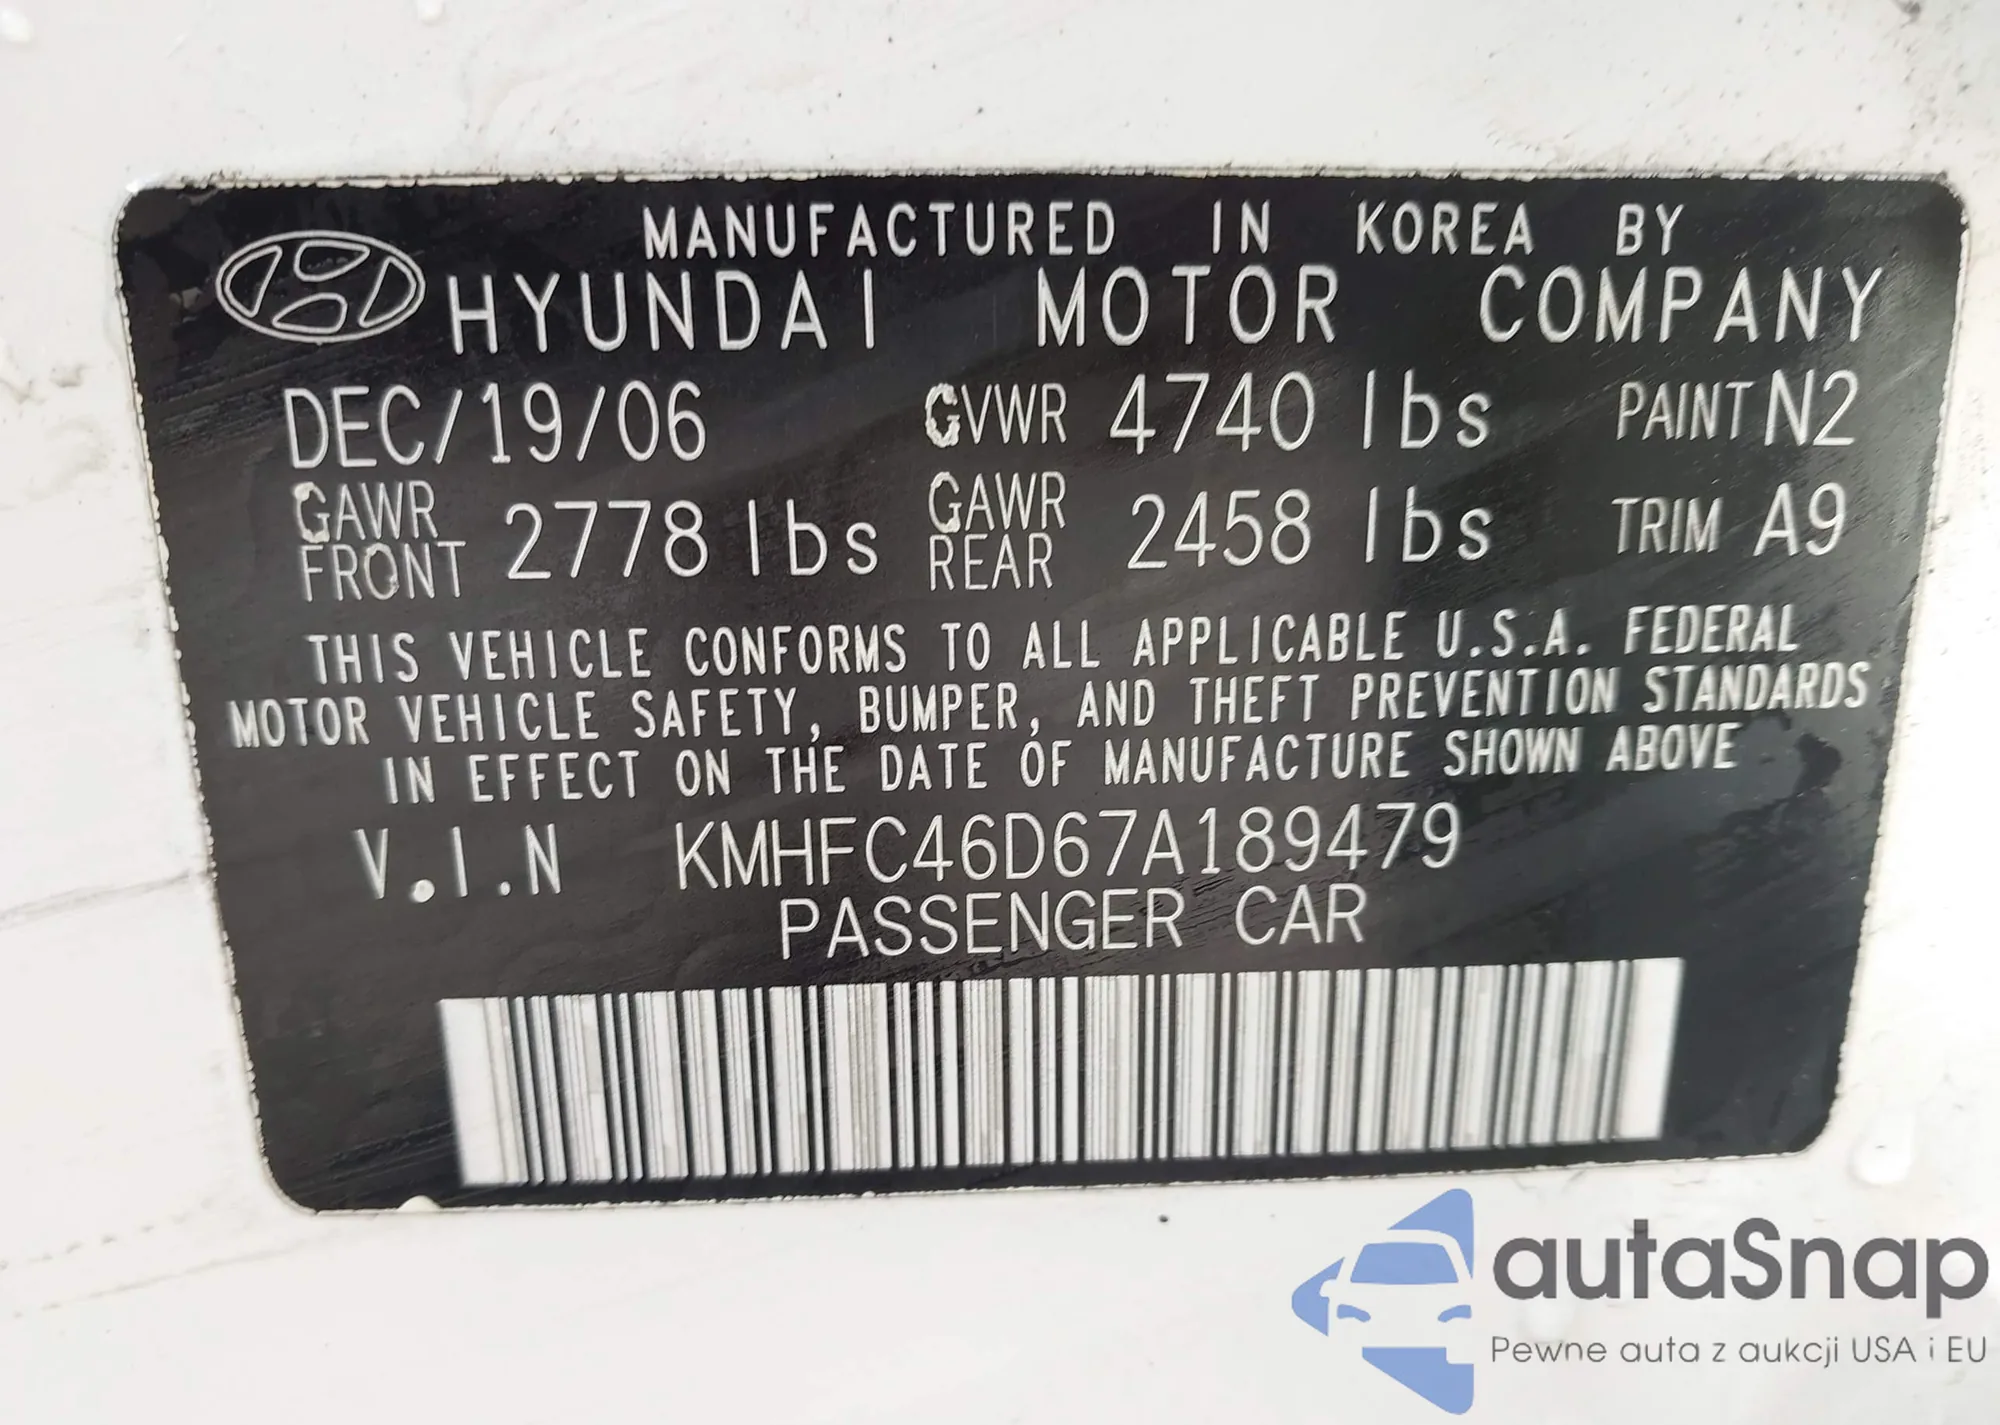 MANUFACTURED IN KOREA BY
HYUNDAI MOTOR COMPANY
DEC/19/06 GVWR 4740 lbs PAINT N2
GAWR FRONT 2778 lbs GAWR REAR 2458 lbs TRIM A9
THIS VEHICLE CONFORMS TO ALL APPLICABLE U.S.A. FEDERAL
MOTOR VEHICLE SAFETY, BUMPER, AND THEFT PREVENTION STANDARDS
IN EFFECT ON THE DATE OF MANUFACTURE SHOWN ABOVE
V.I.N KMHFC46D67A189479
PASSENGER CAR
autaSnap
Pewne auta z aukcji USA i EU